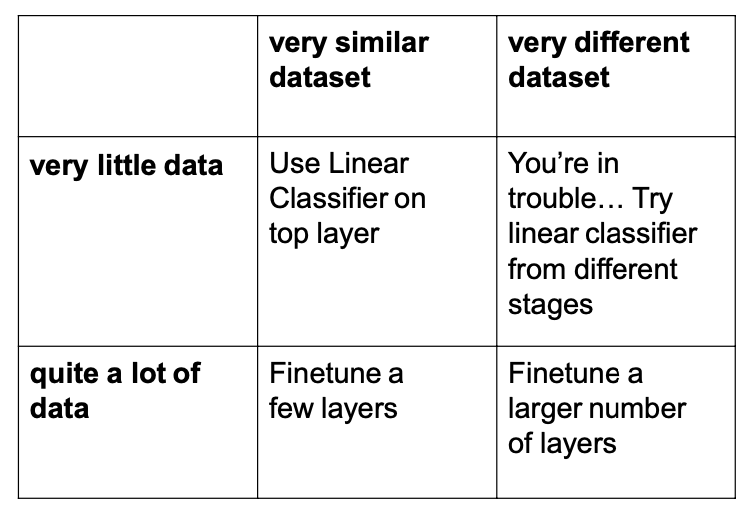 very similar
dataset
very different
dataset
very little data
Use Linear
Classifier on
top layer
You’re in
trouble… Try
linear classifier
from different
stages
quite a lot of
data
Finetune a
few layers
Finetune a
larger number
of layers